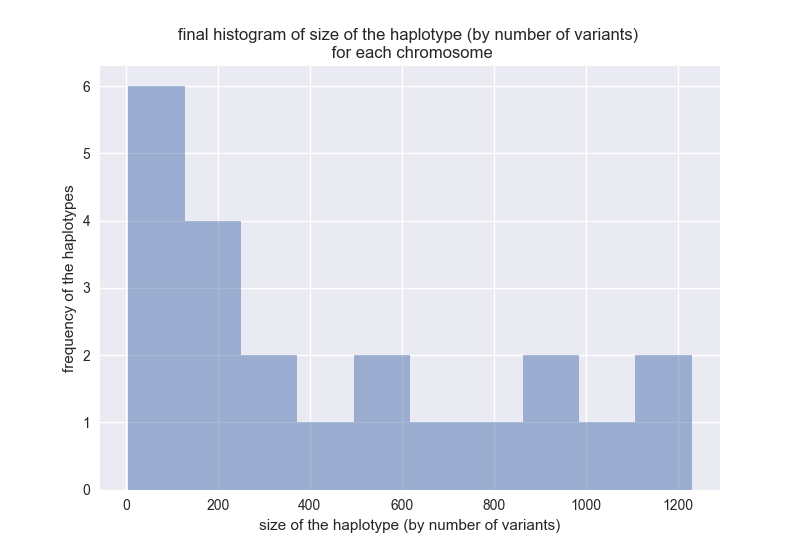 final histogram of size of the haplotype (by number of variants)
for each chromosome
6
5
4
3
2
1
0
frequency of the haplotypes
0 200 400 600 800 1000 1200
size of the haplotype (by number of variants)